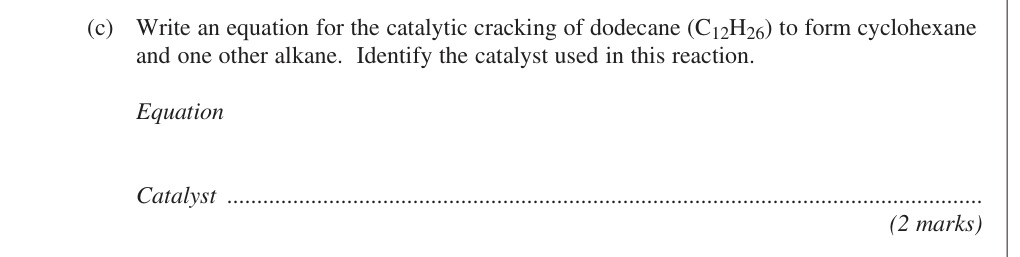 (c) Write an equation for the catalytic cracking of dodecane (C₁₂H₂₆) to form cyclohexane
and one other alkane. Identify the catalyst used in this reaction.
Equation
Catalyst ..............................................................................................................................
(2 marks)